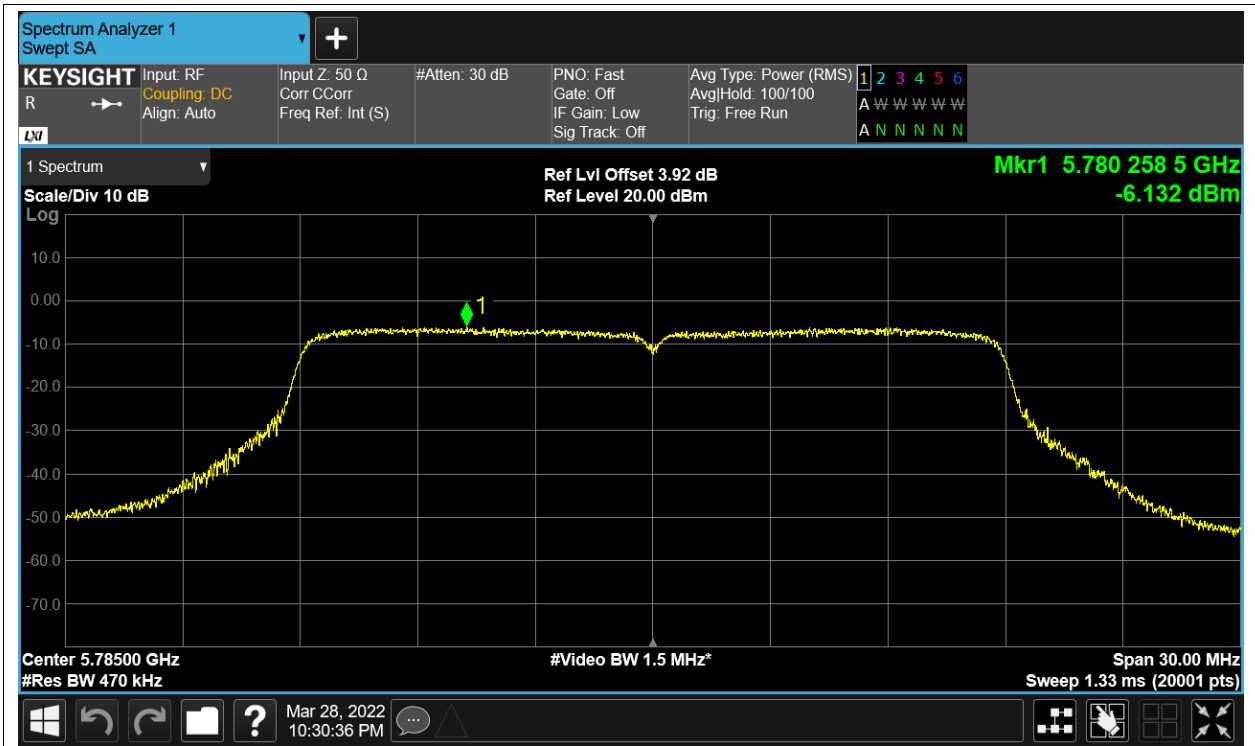 Spectrum Analyzer 1
Swept SA
▼
+
KEYSIGHT
R
LXI
Input: RF
Coupling: DC
Align: Auto
Input Z: 50 Ω
Corr CCorr
Freq Ref: Int (S)
#Atten: 30 dB
PNO: Fast
Gate: Off
IF Gain: Low
Sig Track: Off
Avg Type: Power (RMS)
Avg|Hold: 100/100
Trig: Free Run
1 2 3 4 5 6
A W W W W W
A N N N N N
1 Spectrum ▼
Scale/Div 10 dB
Ref Lvl Offset 3.92 dB
Ref Level 20.00 dBm
Mkr1 5.780 258 5 GHz
-6.132 dBm
Log
10.0
0.00
-10.0
-20.0
-30.0
-40.0
-50.0
-60.0
-70.0
1
Center 5.78500 GHz
#Res BW 470 kHz
#Video BW 1.5 MHz*
Span 30.00 MHz
Sweep 1.33 ms (20001 pts)
?
Mar 28, 2022
10:30:36 PM